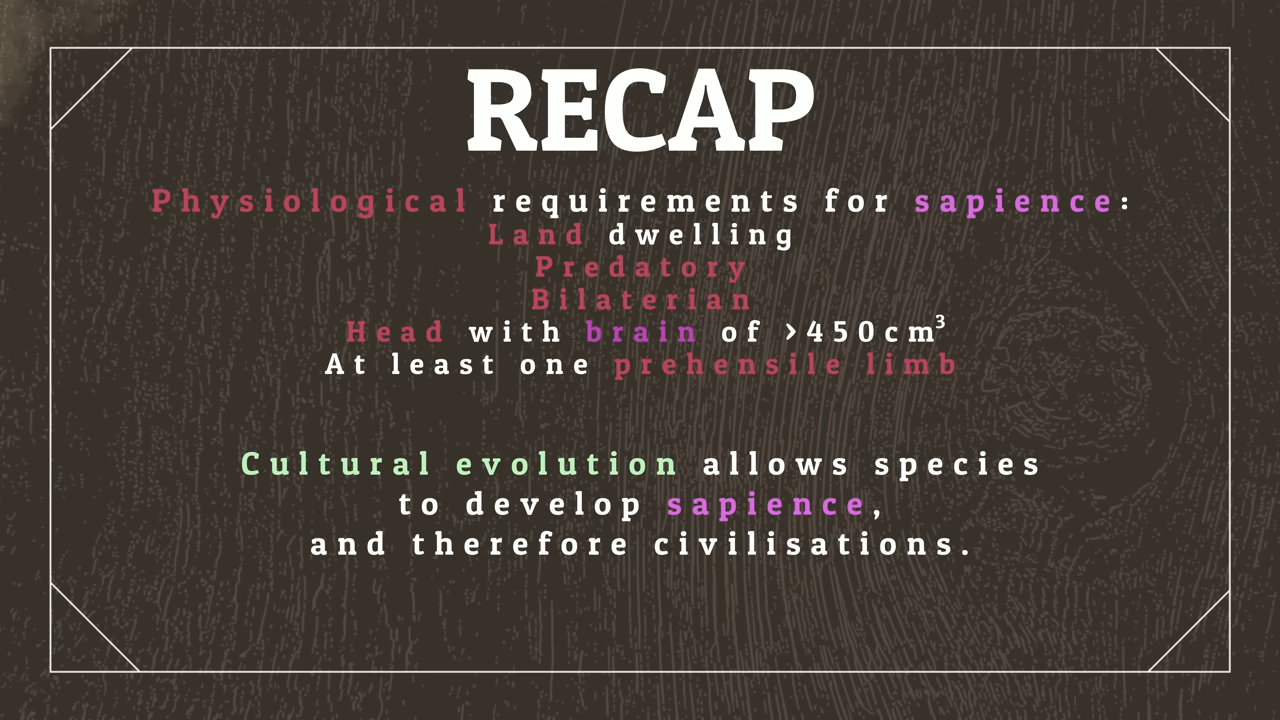 RECAP
Physiological requirements for sapience:
Land dwelling
Predatory
Bilaterian
Head with brain of >450cm³
At least one prehensile limb
Cultural evolution allows species
to develop sapience,
and therefore civilisations.